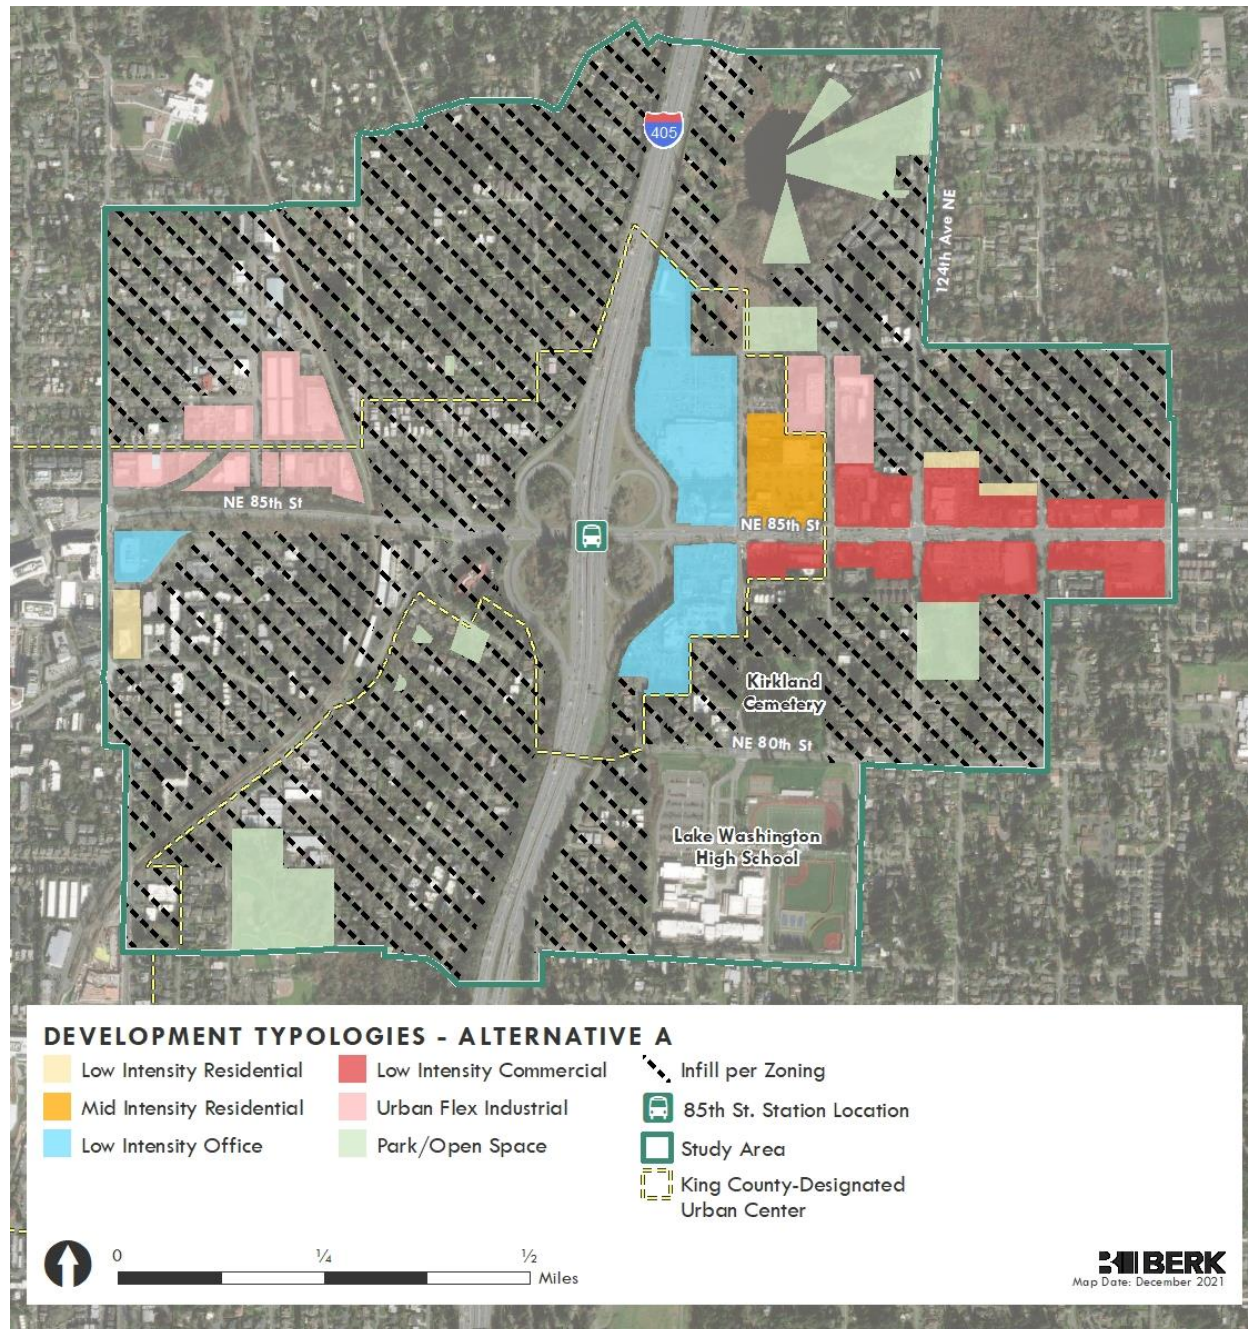 405
124th Ave NE
NE 85th St
NE 85th St
Kirkland
Cemetery
NE 80th St
Lake Washington
High School
DEVELOPMENT TYPOLOGIES - ALTERNATIVE A
Low Intensity Residential
Mid Intensity Residential
Low Intensity Office
Low Intensity Commercial
Urban Flex Industrial
Park/Open Space
Infill per Zoning
85th St. Station Location
Study Area
King County-Designated
Urban Center
0 ¼ ½
Miles
BERK
Map Date: December 2021